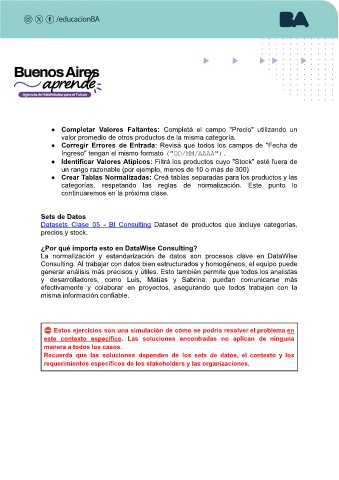 /educacionBA
BA
Buenos Aires
aprende
Agencia de Habilidades para el Futuro
● Completar Valores Faltantes: Completá el campo "Precio" utilizando un
valor promedio de otros productos de la misma categoría.
● Corregir Errores de Entrada: Revisá que todos los campos de "Fecha de
Ingreso" tengan el mismo formato ("DD/MM/AAAA").
● Identificar Valores Atípicos: Filtrá los productos cuyo "Stock" esté fuera de
un rango razonable (por ejemplo, menos de 10 o más de 300).
● Crear Tablas Normalizadas: Creá tablas separadas para los productos y las
categorías, respetando las reglas de normalización. Este punto lo
continuaremos en la próxima clase.
Sets de Datos
Datasets Clase 05 - BI Consulting Dataset de productos que incluye categorías,
precios y stock.
¿Por qué importa esto en DataWise Consulting?
La normalización y estandarización de datos son procesos clave en DataWise
Consulting. Al trabajar con datos bien estructurados y homogéneos, el equipo puede
generar análisis más precisos y útiles. Esto también permite que todos los analistas
y desarrolladores, como Luis, Matías y Sabrina, puedan comunicarse más
efectivamente y colaborar en proyectos, asegurando que todos trabajen con la
misma información confiable.
Estos ejercicios son una simulación de cómo se podría resolver el problema en
este contexto específico. Las soluciones encontradas no aplican de ninguna
manera a todos los casos.
Recuerda que las soluciones dependen de los sets de datos, el contexto y los
requerimientos específicos de los stakeholders y las organizaciones.